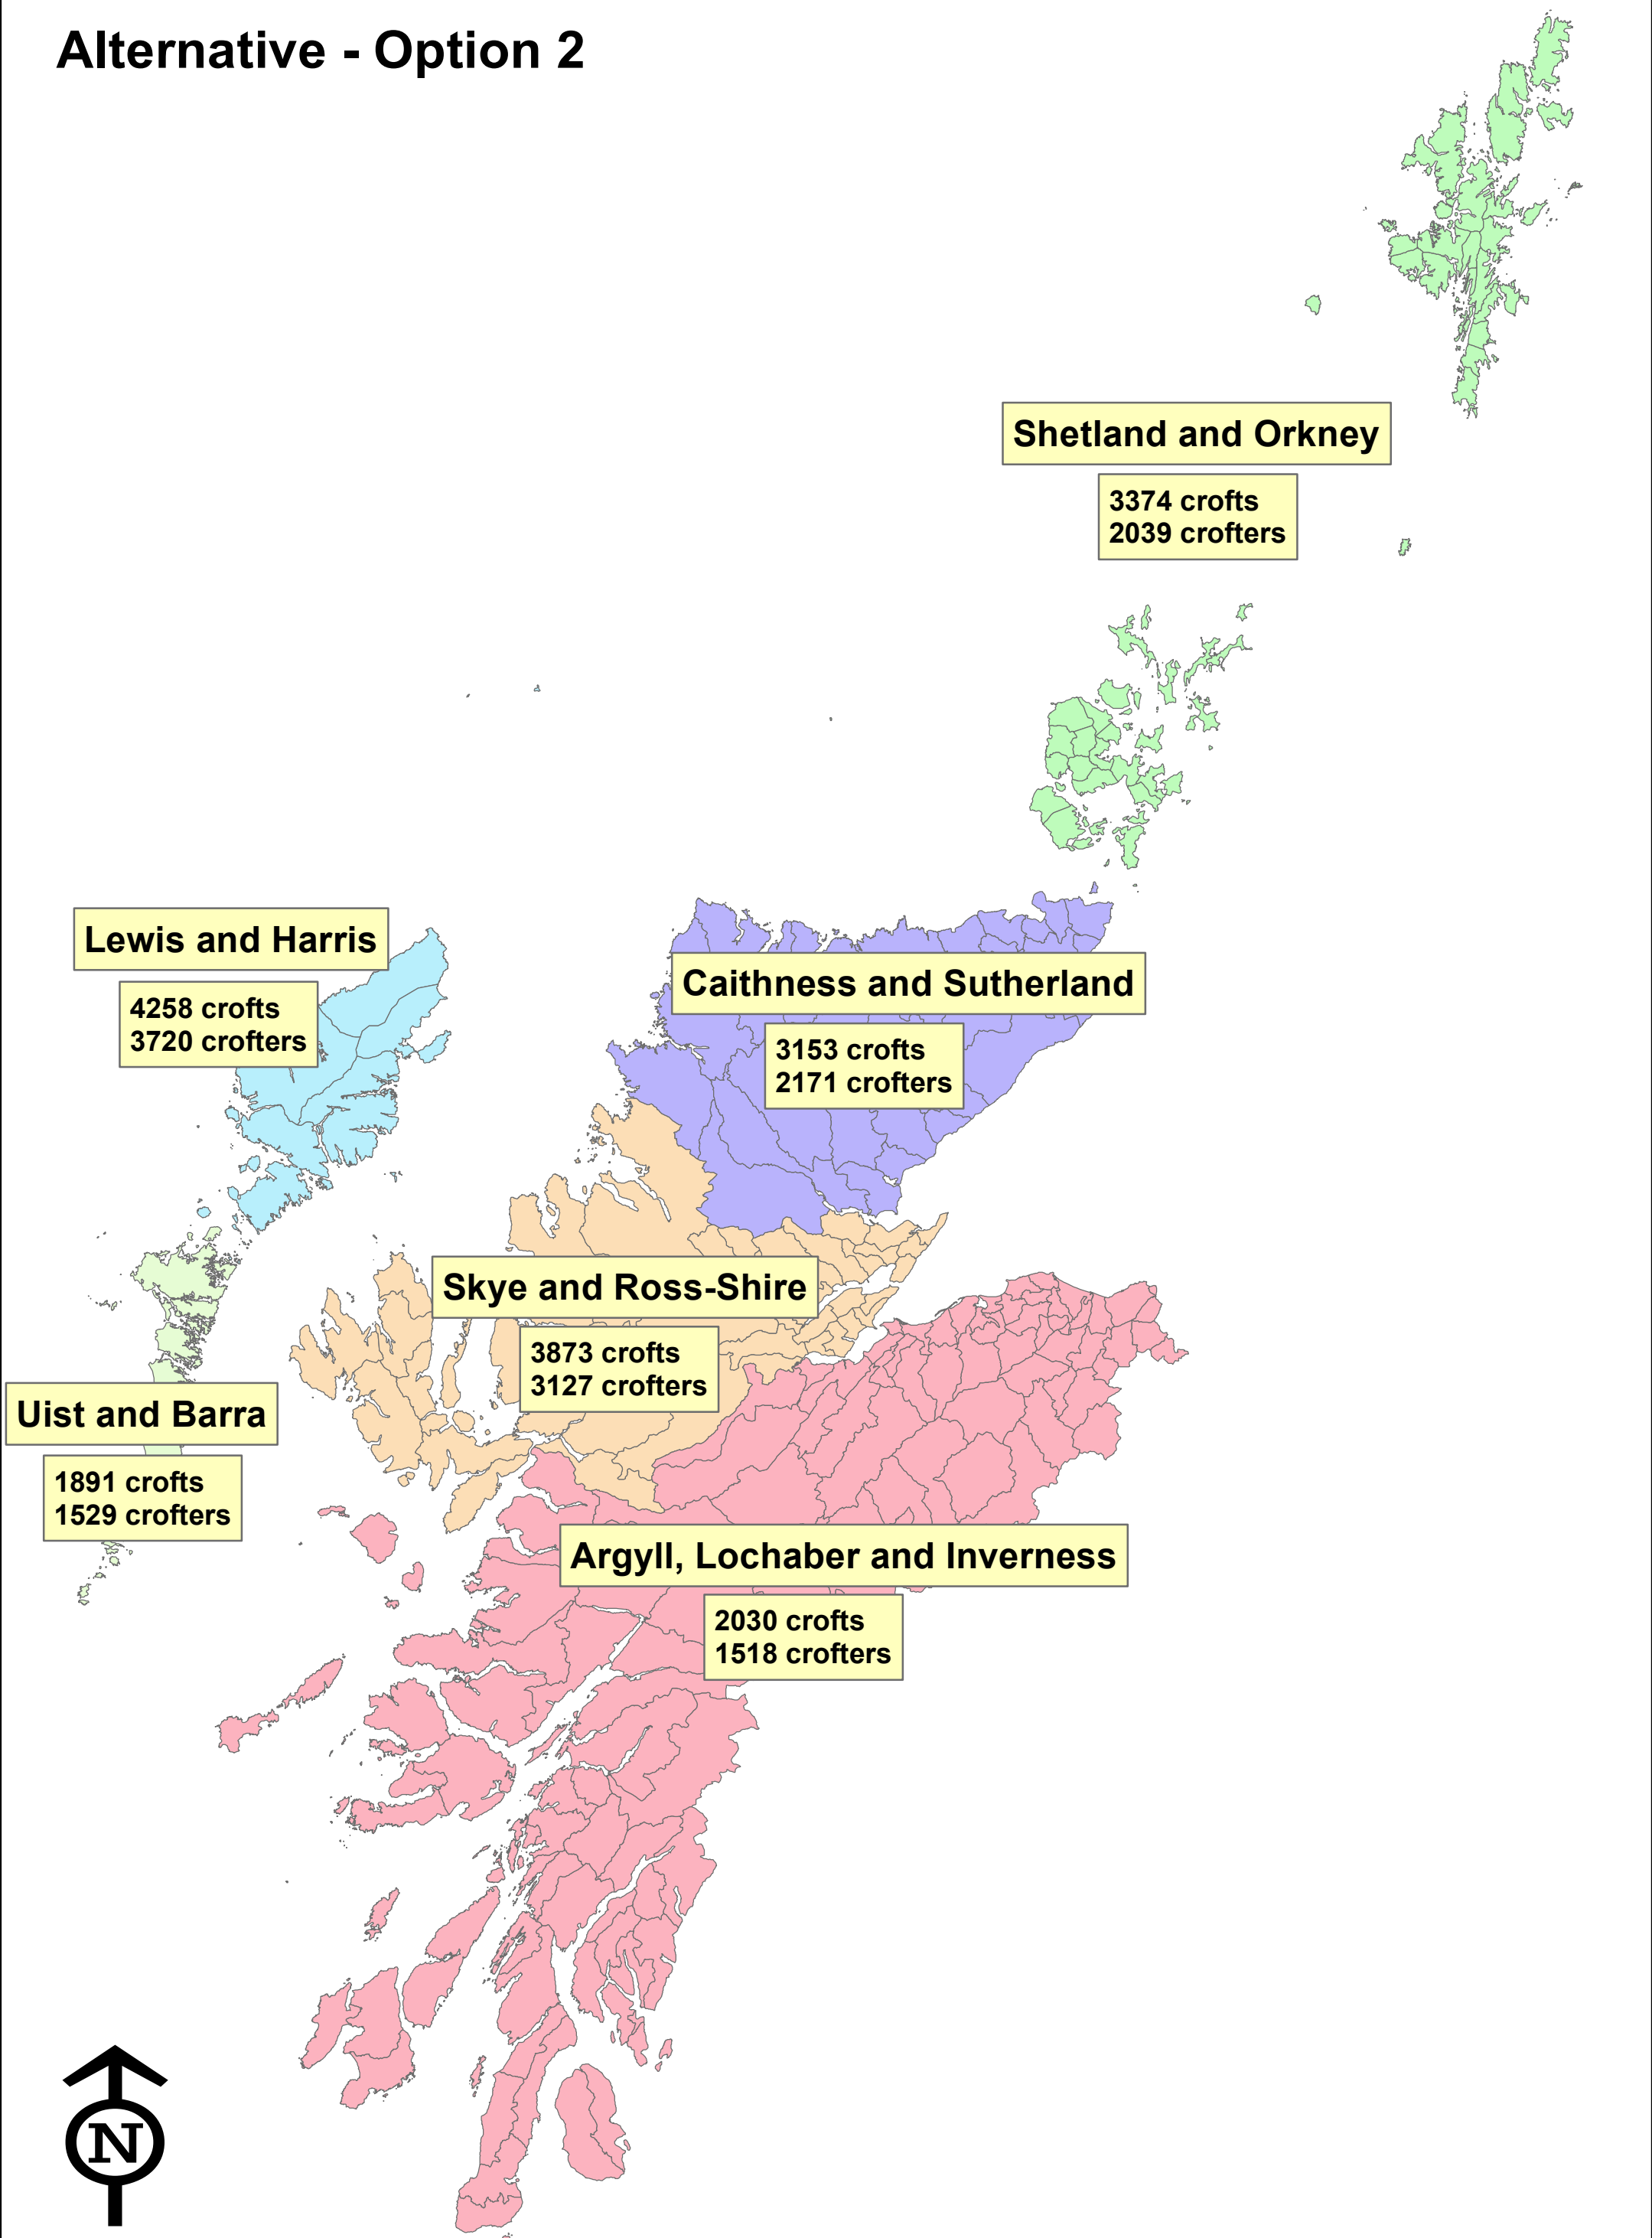 Alternative - Option 2
Shetland and Orkney
3374 crofts
2039 crofters
Lewis and Harris
4258 crofts
3720 crofters
Caithness and Sutherland
3153 crofts
2171 crofters
Skye and Ross-Shire
3873 crofts
3127 crofters
Uist and Barra
1891 crofts
1529 crofters
Argyll, Lochaber and Inverness
2030 crofts
1518 crofters
N